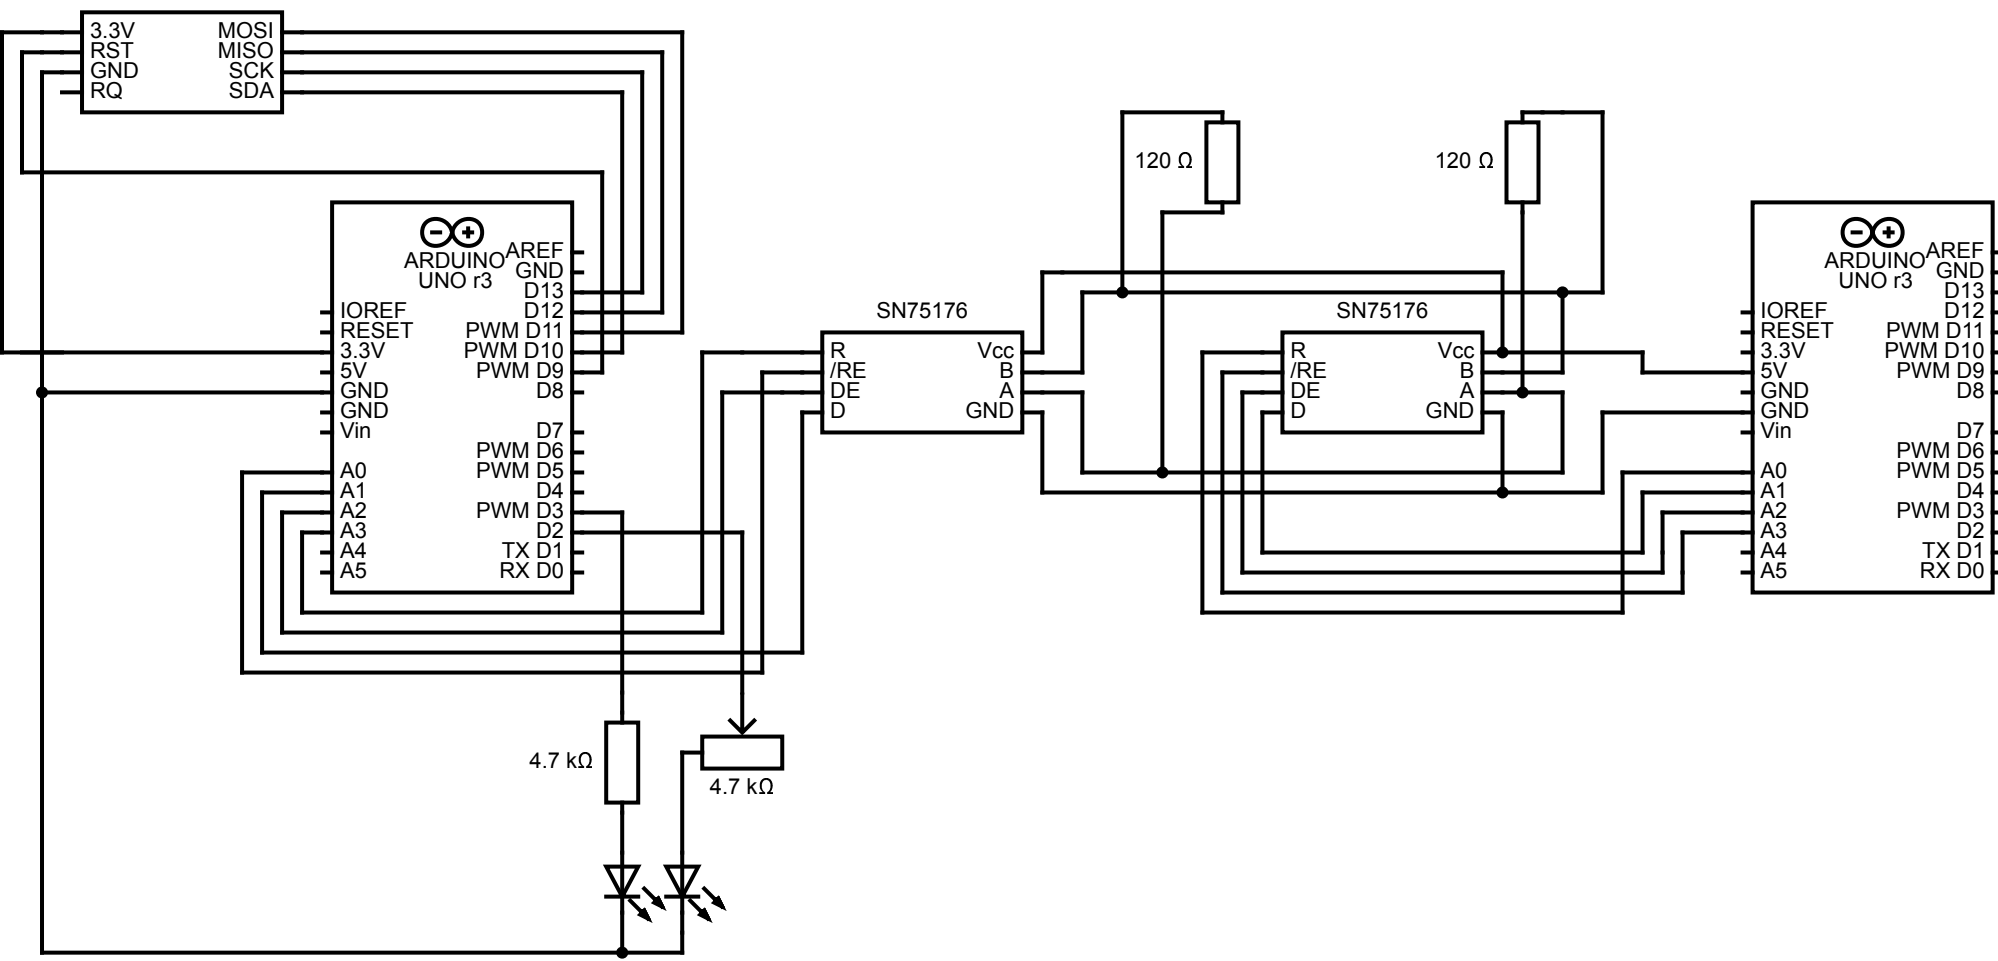 3.3V
RST
GND
RQ
MOSI
MISO
SCK
SDA
ARDUINO
UNO r3
IOREF
RESET
3.3V
5V
GND
GND
Vin
A0
A1
A2
A3
A4
A5
AREF
GND
D13
D12
PWM D11
PWM D10
PWM D9
D8
D7
PWM D6
PWM D5
D4
PWM D3
D2
TX D1
RX D0
4.7 kΩ
4.7 kΩ
SN75176
R
/RE
DE
D
Vcc
B
A
GND
120 Ω
120 Ω
SN75176
R
/RE
DE
D
Vcc
B
A
GND
ARDUINO
UNO r3
IOREF
RESET
3.3V
5V
GND
GND
Vin
A0
A1
A2
A3
A4
A5
AREF
GND
D13
D12
PWM D11
PWM D10
PWM D9
D8
D7
PWM D6
PWM D5
D4
PWM D3
D2
TX D1
RX D0